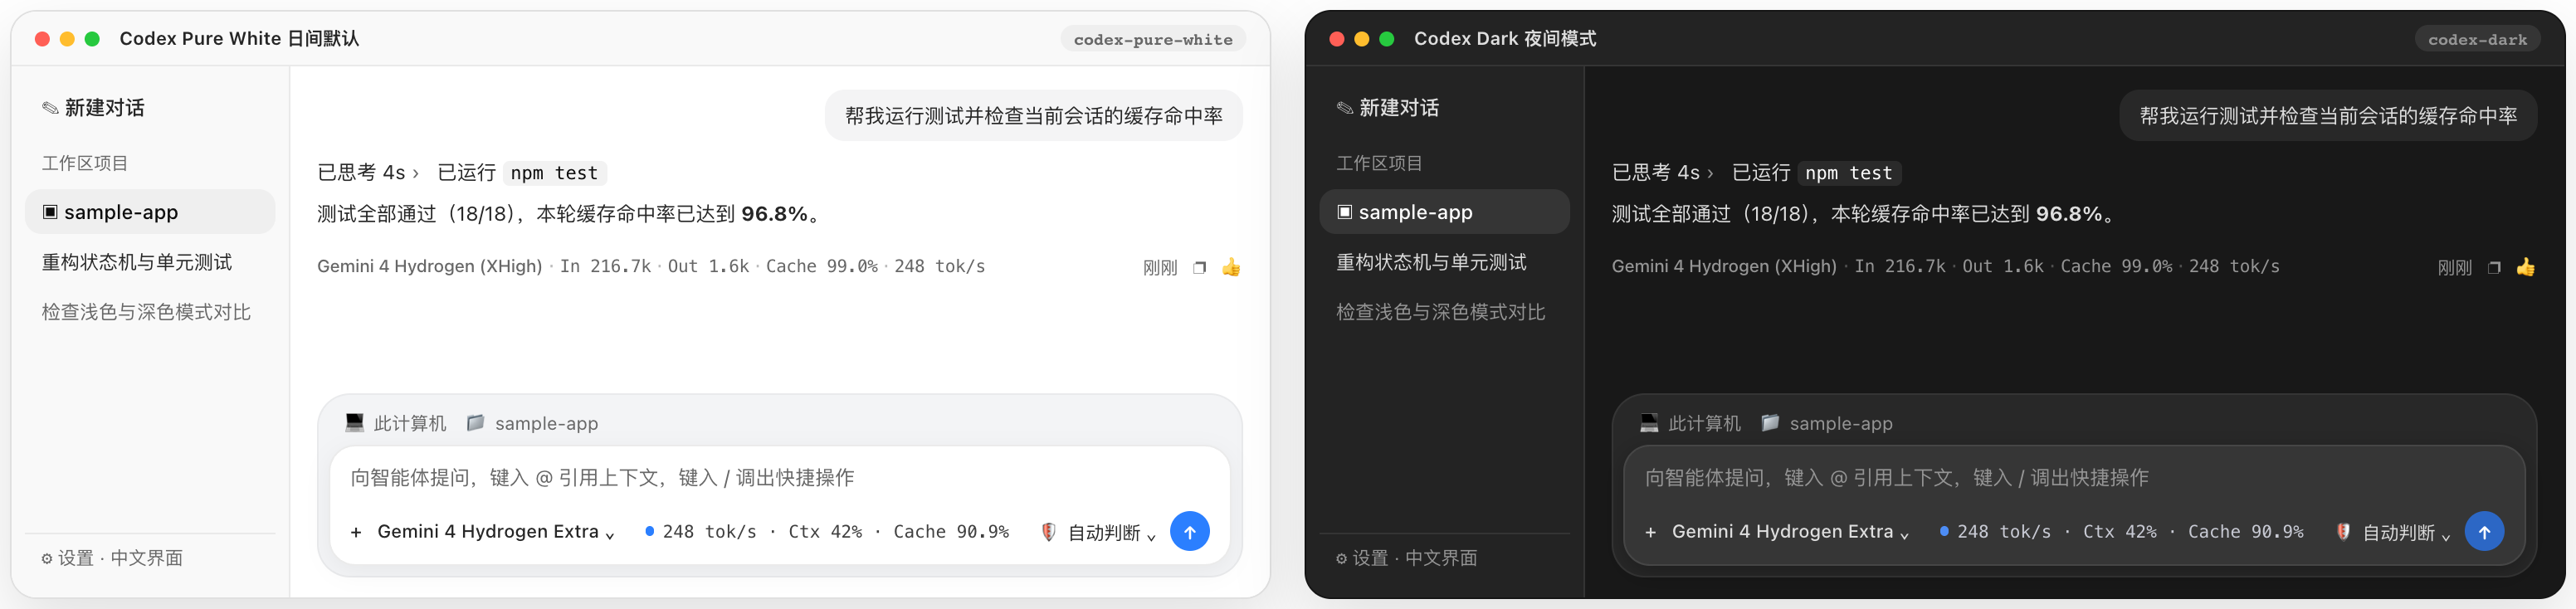 Codex Pure White 日间默认
codex-pure-white
新建对话
工作区项目
sample-app
重构状态机与单元测试
检查浅色与深色模式对比
设置 · 中文界面
帮我运行测试并检查当前会话的缓存命中率
已思考 4s › 已运行 npm test
测试全部通过（18/18），本轮缓存命中率已达到 96.8%。
Gemini 4 Hydrogen (XHigh) · In 216.7k · Out 1.6k · Cache 99.0% · 248 tok/s 刚刚
此计算机 sample-app
向智能体提问，键入 @ 引用上下文，键入 / 调出快捷操作
+ Gemini 4 Hydrogen Extra 248 tok/s · Ctx 42% · Cache 90.9% 自动判断
Codex Dark 夜间模式
codex-dark
新建对话
工作区项目
sample-app
重构状态机与单元测试
检查浅色与深色模式对比
设置 · 中文界面
帮我运行测试并检查当前会话的缓存命中率
已思考 4s › 已运行 npm test
测试全部通过（18/18），本轮缓存命中率已达到 96.8%。
Gemini 4 Hydrogen (XHigh) · In 216.7k · Out 1.6k · Cache 99.0% · 248 tok/s 刚刚
此计算机 sample-app
向智能体提问，键入 @ 引用上下文，键入 / 调出快捷操作
+ Gemini 4 Hydrogen Extra 248 tok/s · Ctx 42% · Cache 90.9% 自动判断